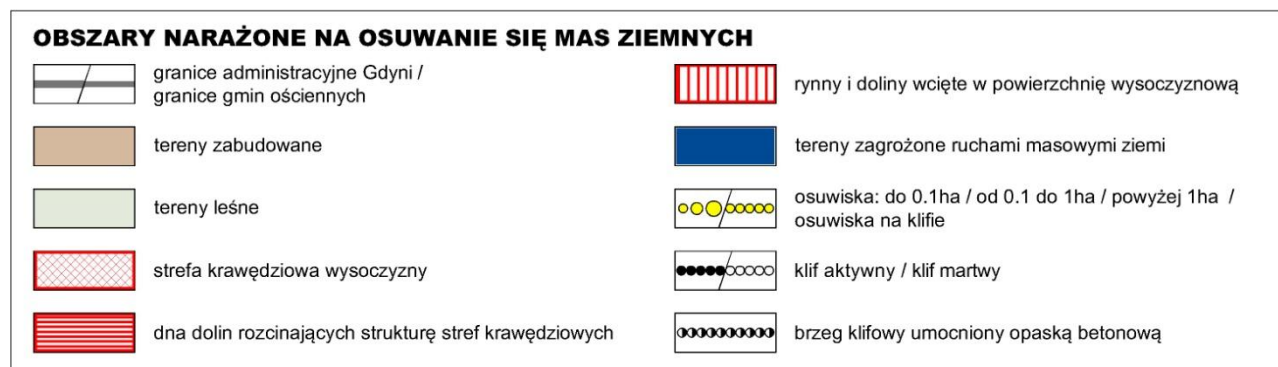 OBSZARY NARAŻONE NA OSUWANIE SIĘ MAS ZIEMNYCH
granice administracyjne Gdyni /
granice gmin ościennych
tereny zabudowane
tereny leśne
strefa krawędziowa wysoczyzny
dna dolin rozcinających strukturę stref krawędziowych
rynny i doliny wcięte w powierzchnię wysoczyznową
tereny zagrożone ruchami masowymi ziemi
osuwiska: do 0.1ha / od 0.1 do 1ha / powyżej 1ha /
osuwiska na klifie
klif aktywny / klif martwy
brzeg klifowy umocniony opaską betonową